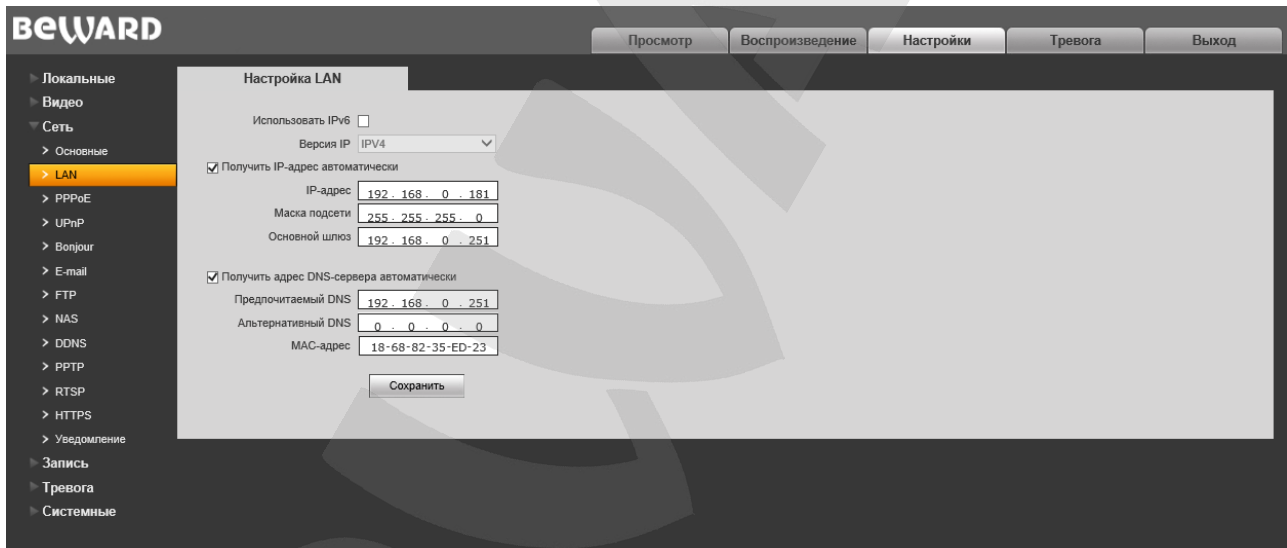 BEWARD
Просмотр
Воспроизведение
Настройки
Тревога
Выход
Локальные
Видео
Сеть
Основные
LAN
PPPoE
UPnP
Bonjour
E-mail
FTP
NAS
DDNS
PPTP
RTSP
HTTPS
Уведомление
Запись
Тревога
Системные
Настройка LAN
Использовать IPv6
Версия IP IPV4
Получить IP-адрес автоматически
IP-адрес 192 . 168 . 0 . 181
Маска подсети 255 . 255 . 255 . 0
Основной шлюз 192 . 168 . 0 . 251
Получить адрес DNS-сервера автоматически
Предпочитаемый DNS 192 . 168 . 0 . 251
Альтернативный DNS 0 . 0 . 0 . 0
MAC-адрес 18-68-82-35-ED-23
Сохранить